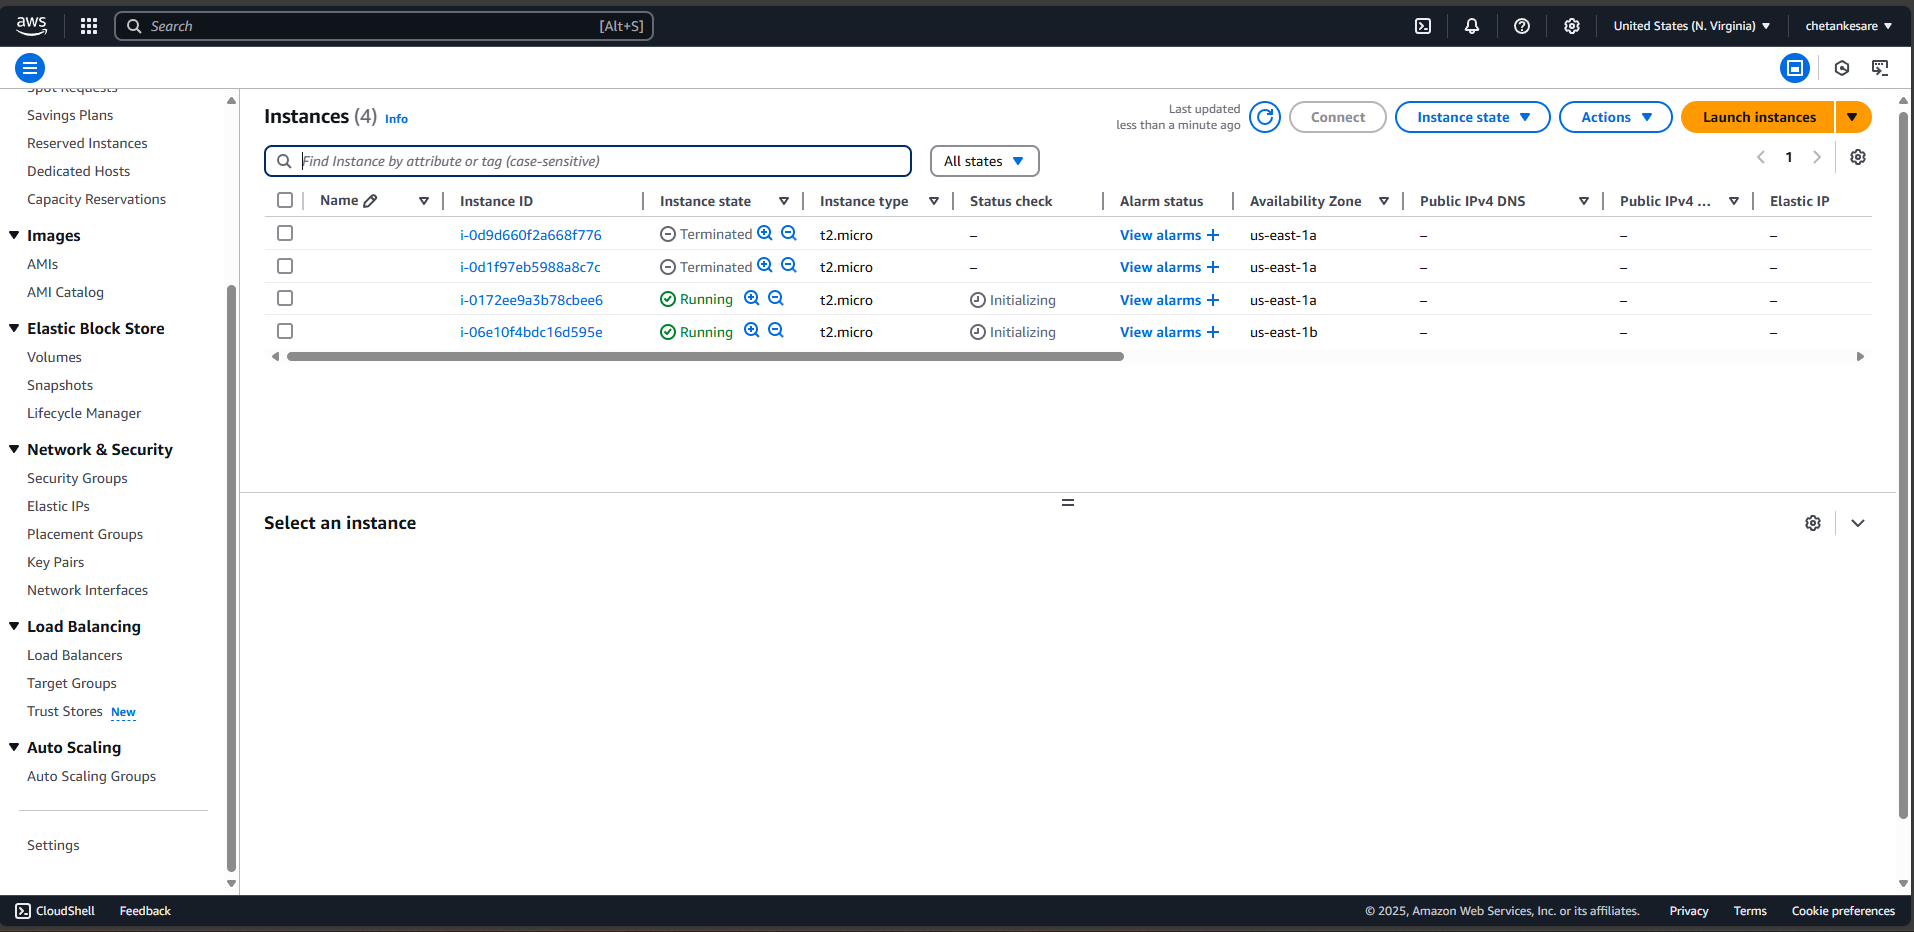 aws
Search [Alt+S]
United States (N. Virginia)
chetankesare
Spot Requests
Savings Plans
Reserved Instances
Dedicated Hosts
Capacity Reservations
Images
AMIs
AMI Catalog
Elastic Block Store
Volumes
Snapshots
Lifecycle Manager
Network & Security
Security Groups
Elastic IPs
Placement Groups
Key Pairs
Network Interfaces
Load Balancing
Load Balancers
Target Groups
Trust Stores New
Auto Scaling
Auto Scaling Groups
Settings
Instances (4) Info
Last updated
less than a minute ago
Connect
Instance state
Actions
Launch instances
Find Instance by attribute or tag (case-sensitive)
All states
1
Name Instance ID Instance state Instance type Status check Alarm status Availability Zone Public IPv4 DNS Public IPv4 ... Elastic IP
i-0d9d660f2a668f776 Terminated t2.micro – View alarms + us-east-1a – – –
i-0d1f97eb5988a8c7c Terminated t2.micro – View alarms + us-east-1a – – –
i-0172ee9a3b78cbee6 Running t2.micro Initializing View alarms + us-east-1a – – –
i-06e10f4bdc16d595e Running t2.micro Initializing View alarms + us-east-1b – – –
Select an instance
CloudShell Feedback © 2025, Amazon Web Services, Inc. or its affiliates. Privacy Terms Cookie preferences